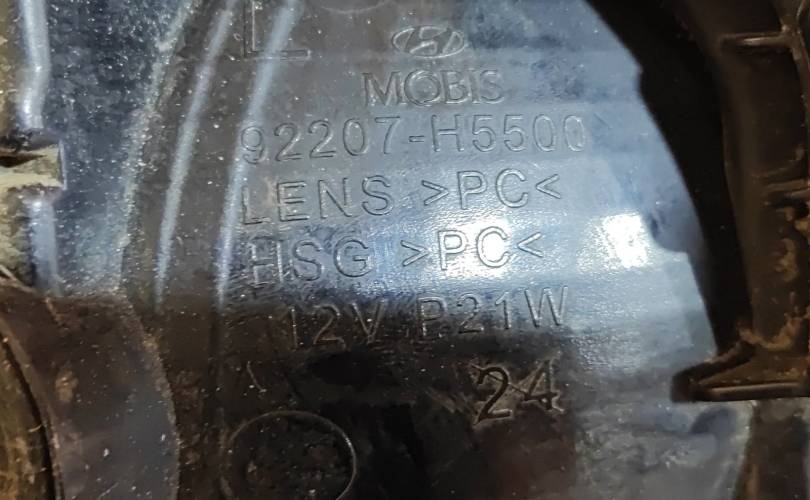 L
MOBIS
92207-H5500
LENS >PC<
HSG >PC<
12V P21W
24